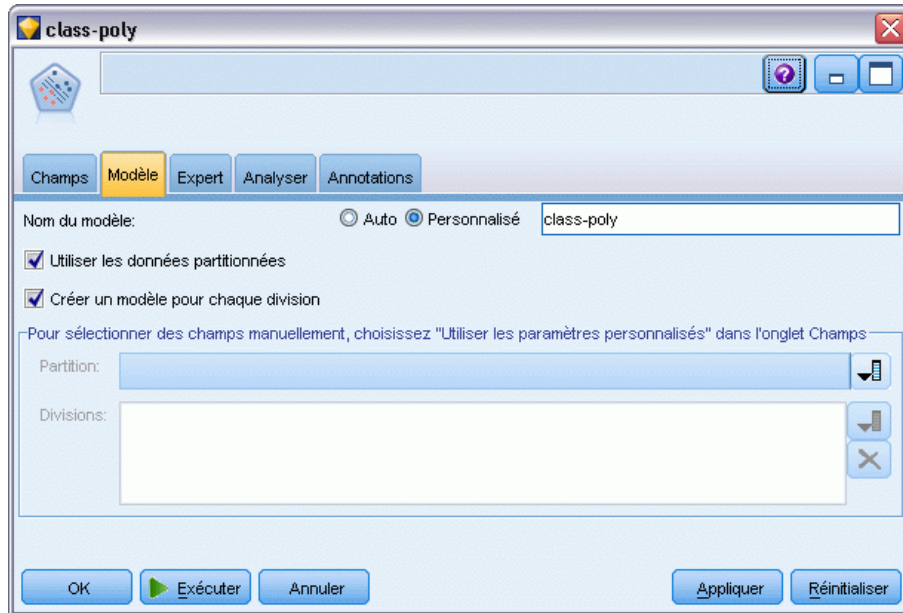 class-poly
Champs Modèle Expert Analyser Annotations
Nom du modèle: Auto Personnalisé class-poly
Utiliser les données partitionnées
Créer un modèle pour chaque division
Pour sélectionner des champs manuellement, choisissez "Utiliser les paramètres personnalisés" dans l'onglet Champs
Partition:
Divisions:
OK Exécuter Annuler Appliquer Réinitialiser